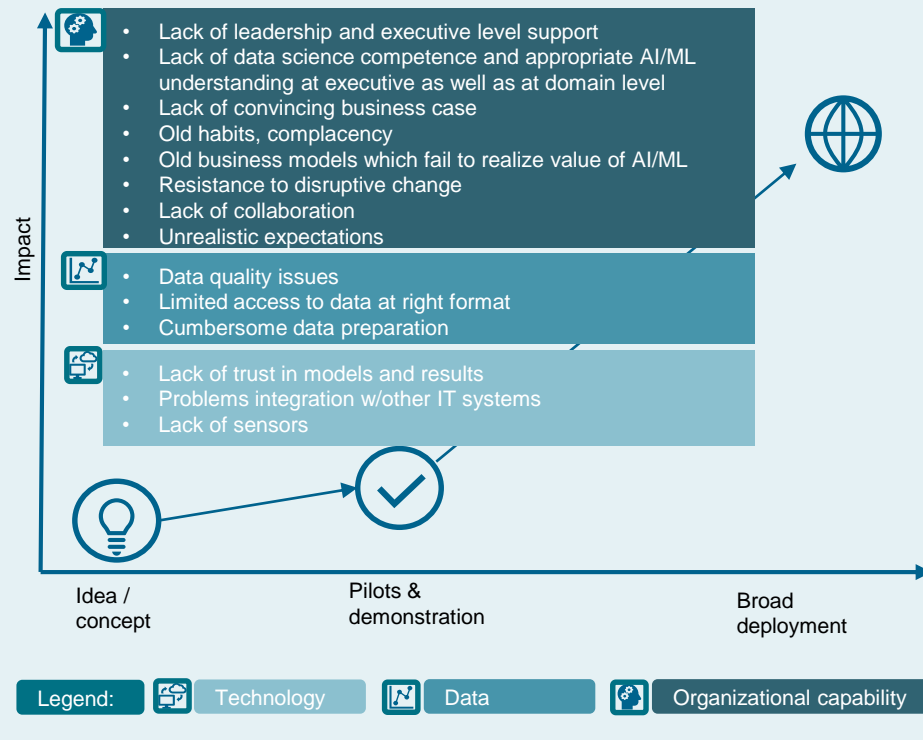 • Lack of leadership and executive level support
• Lack of data science competence and appropriate AI/ML
understanding at executive as well as at domain level
• Lack of convincing business case
• Old habits, complacency
• Old business models which fail to realize value of AI/ML
• Resistance to disruptive change
• Lack of collaboration
• Unrealistic expectations
Impact
• Data quality issues
• Limited access to data at right format
• Cumbersome data preparation
• Lack of trust in models and results
• Problems integration w/other IT systems
• Lack of sensors
Idea /
concept
Pilots &
demonstration
Broad
deployment
Legend:
Technology
Data
Organizational capability